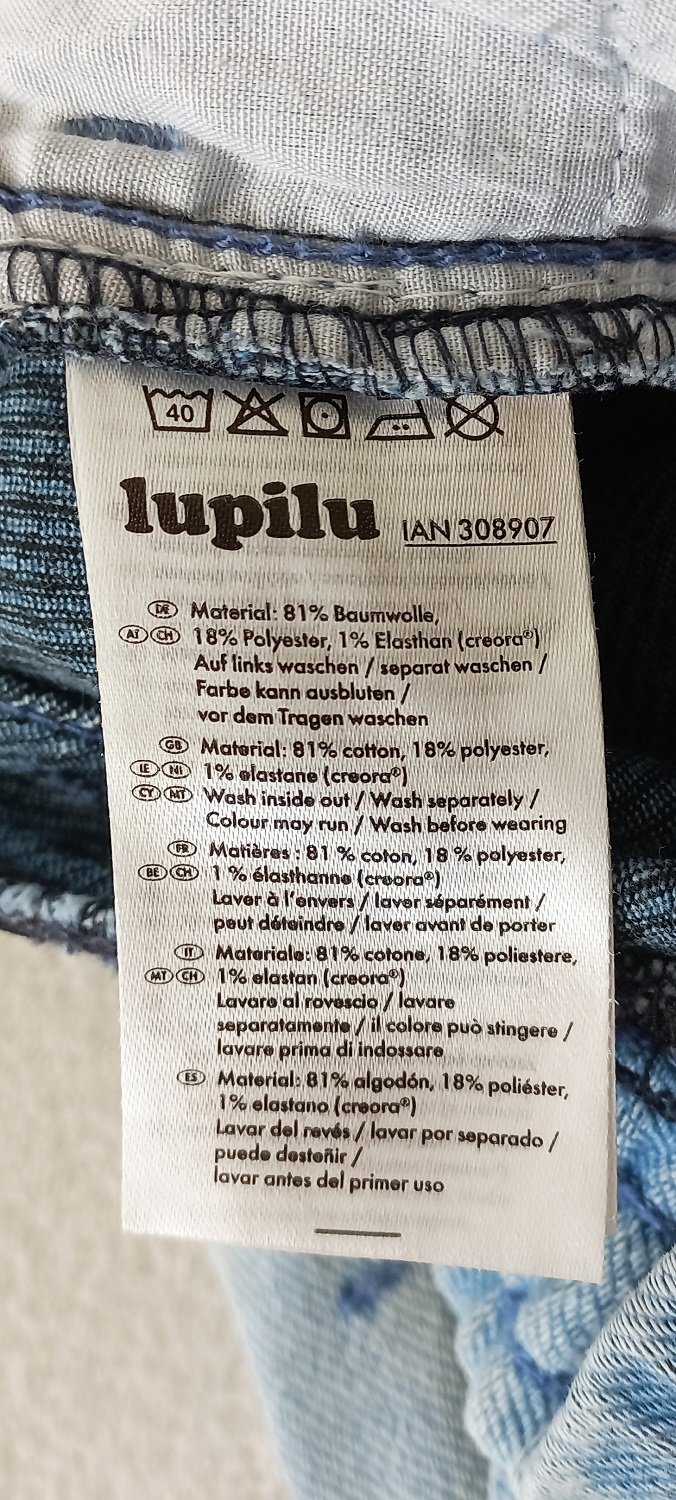 40
lupilu IAN 308907
DE Material: 81% Baumwolle,
AT CH 18% Polyester, 1% Elasthan (creora®)
Auf links waschen / separat waschen /
Farbe kann ausbluten /
vor dem Tragen waschen
GB Material: 81% cotton, 18% polyester,
IE NI 1% elastane (creora®)
CY MT Wash inside out / Wash separately /
Colour may run / Wash before wearing
FR Matières : 81 % coton, 18 % polyester,
BE CH 1 % élasthanne (creora®)
Laver à l'envers / laver séparément /
peut déteindre / laver avant de porter
IT Materiale: 81% cotone, 18% poliestere,
MT CH 1% elastan (creora®)
Lavare al rovescio / lavare
separatamente / il colore può stingere /
lavare prima di indossare
ES Material: 81% algodón, 18% poliéster,
1% elastano (creora®)
Lavar del revés / lavar por separado /
puede desteñir /
lavar antes del primer uso